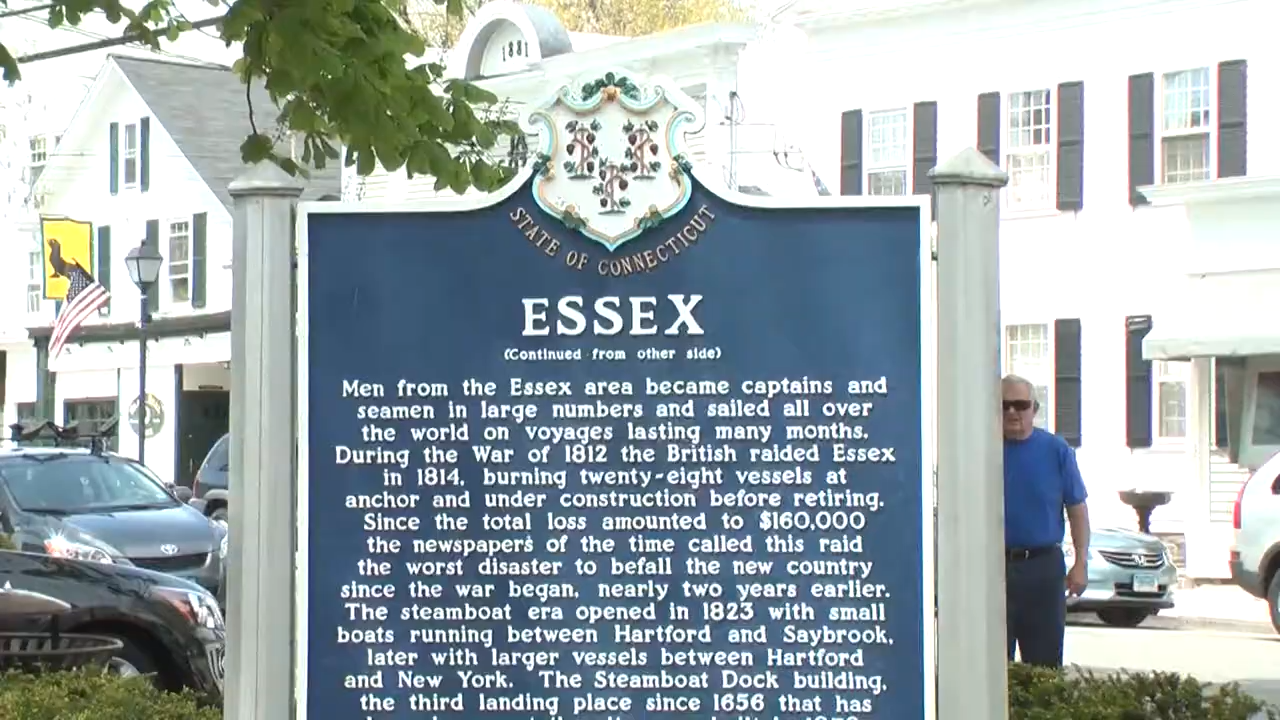 1881
STATE OF CONNECTICUT
ESSEX
(Continued from other side)
Men from the Essex area became captains and
seamen in large numbers and sailed all over
the world on voyages lasting many months.
During the War of 1812 the British raided Essex
in 1814, burning twenty-eight vessels at
anchor and under construction before retiring.
Since the total loss amounted to $160,000
the newspapers of the time called this raid
the worst disaster to befall the new country
since the war began, nearly two years earlier.
The steamboat era opened in 1823 with small
boats running between Hartford and Saybrook,
later with larger vessels between Hartford
and New York. The Steamboat Dock building,
the third landing place since 1656 that has